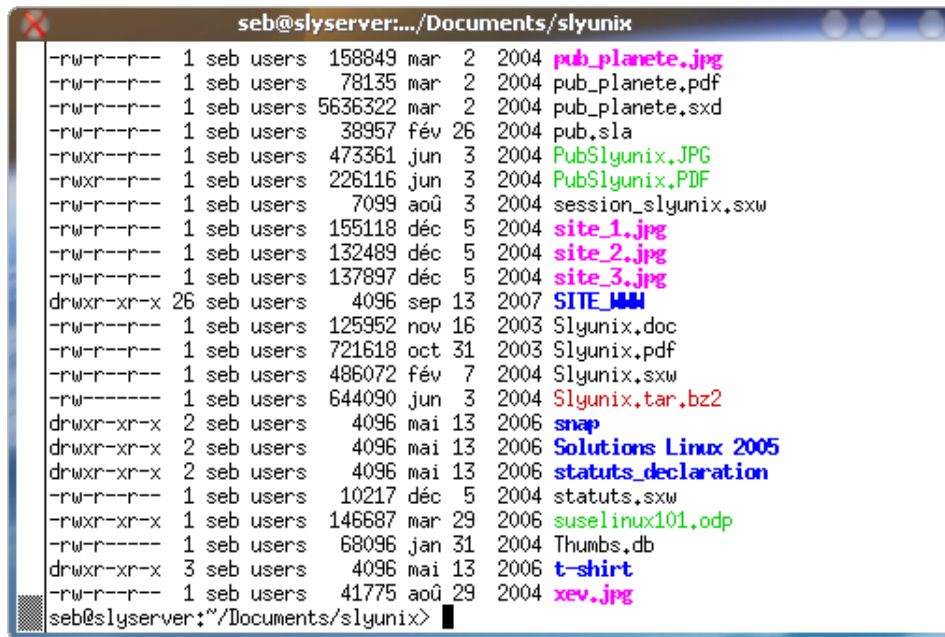 seb@slyserver:.../Documents/slyunix
-rw-r--r-- 1 seb users 158849 mar 2 2004 pub_planete.jpg
-rw-r--r-- 1 seb users 78135 mar 2 2004 pub_planete.pdf
-rw-r--r-- 1 seb users 5636322 mar 2 2004 pub_planete.sxd
-rw-r--r-- 1 seb users 38957 fév 26 2004 pub.sla
-rwxr--r-- 1 seb users 473361 jun 3 2004 PubSlyunix.JPG
-rwxr--r-- 1 seb users 226116 jun 3 2004 PubSlyunix.PDF
-rw-r--r-- 1 seb users 7099 aoû 3 2004 session_slyunix.sxw
-rw-r--r-- 1 seb users 155118 déc 5 2004 site_1.jpg
-rw-r--r-- 1 seb users 132489 déc 5 2004 site_2.jpg
-rw-r--r-- 1 seb users 137897 déc 5 2004 site_3.jpg
drwxr-xr-x 26 seb users 4096 sep 13 2007 SITE_WWW
-rw-r--r-- 1 seb users 125952 nov 16 2003 Slyunix.doc
-rw-r--r-- 1 seb users 721618 oct 31 2003 Slyunix.pdf
-rw-r--r-- 1 seb users 486072 fév 7 2004 Slyunix.sxw
-rw------- 1 seb users 644090 jun 3 2004 Slyunix.tar.bz2
drwxr-xr-x 2 seb users 4096 mai 13 2006 snap
drwxr-xr-x 2 seb users 4096 mai 13 2006 Solutions Linux 2005
drwxr-xr-x 2 seb users 4096 mai 13 2006 statuts_declaration
-rw-r--r-- 1 seb users 10217 déc 5 2004 statuts.sxw
-rwxr-xr-x 1 seb users 146687 mar 29 2006 suselinux101.odp
-rw-r----- 1 seb users 68096 jan 31 2004 Thumbs.db
drwxr-xr-x 3 seb users 4096 mai 13 2006 t-shirt
-rw-r--r-- 1 seb users 41775 aoû 29 2004 xev.jpg
seb@slyserver:~/Documents/slyunix>